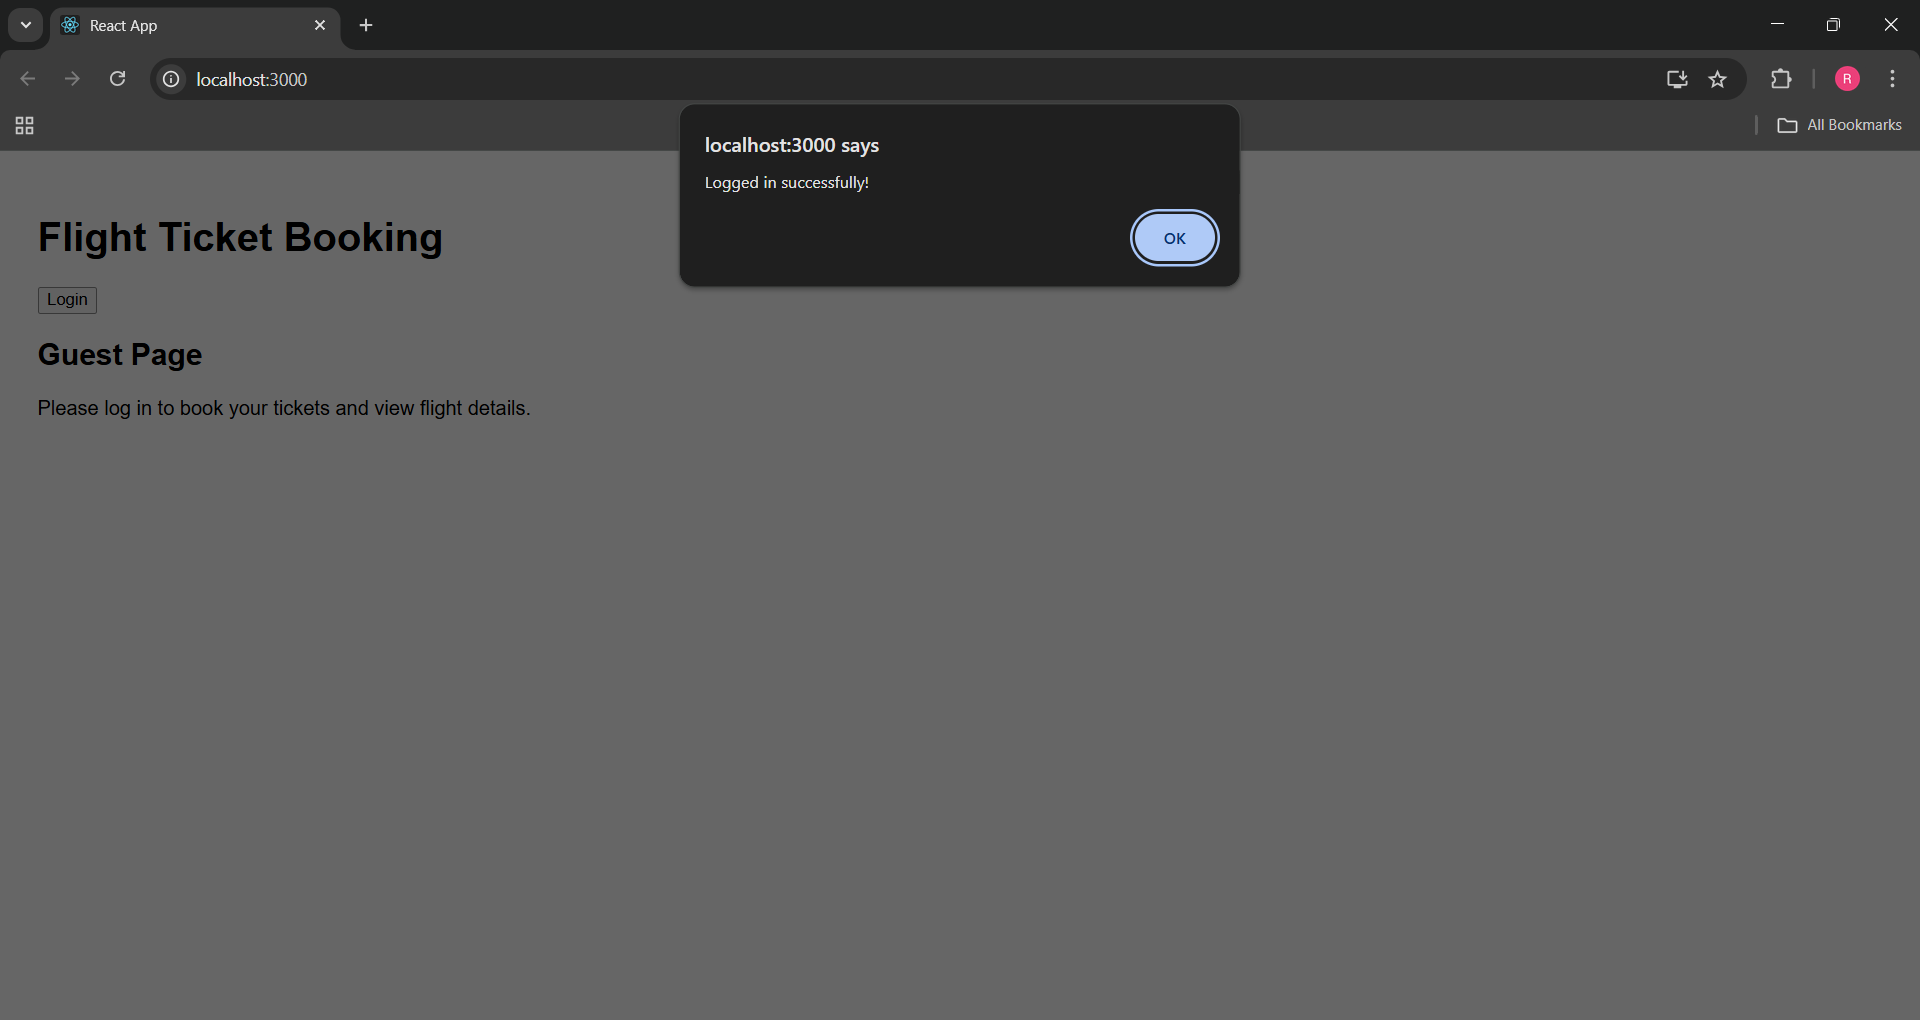 React App
localhost:3000
R
All Bookmarks
localhost:3000 says
Logged in successfully!
OK
Flight Ticket Booking
Login
Guest Page
Please log in to book your tickets and view flight details.